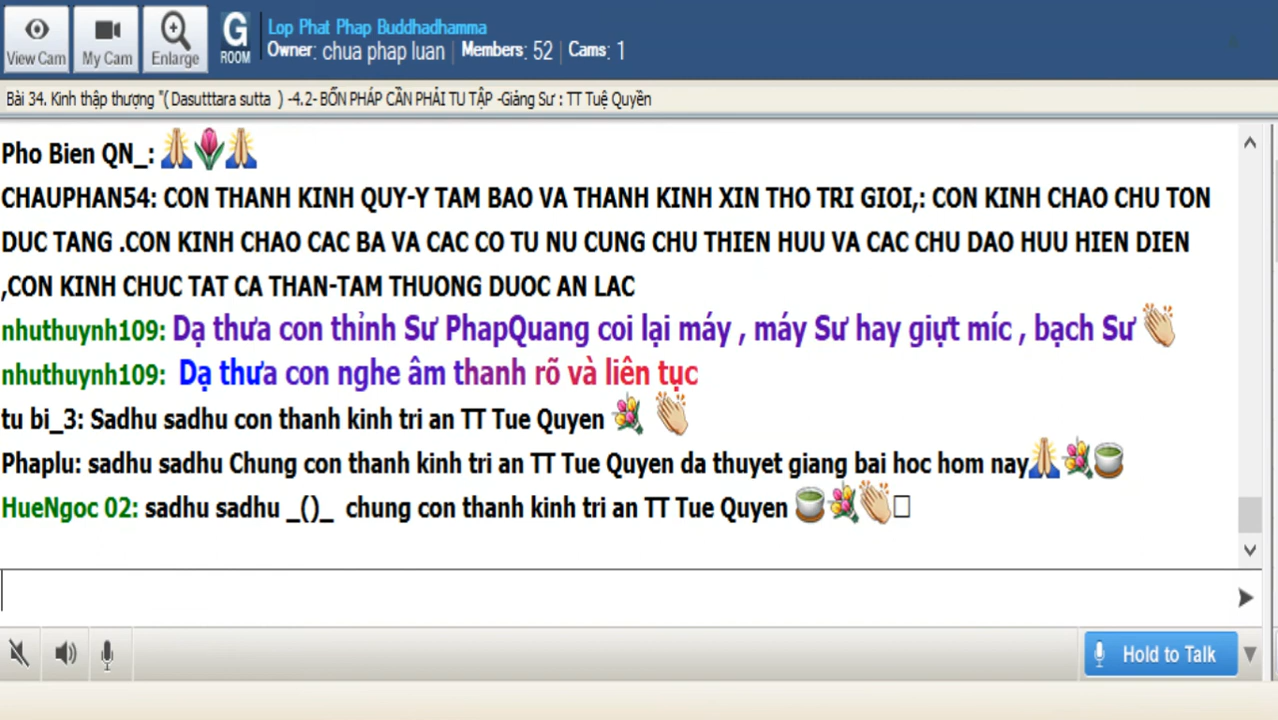 View Cam
My Cam
Enlarge
G
ROOM
Lop Phat Phap Buddhadhamma
Owner: chua phap luan | Members: 52 | Cams: 1
Bài 34. Kinh thập thượng "( Dasutttara sutta ) -4.2- BỐN PHÁP CẦN PHẢI TU TẬP -Giảng Sư : TT Tuệ Quyền
Pho Bien QN_: 🙏🌷🙏
CHAUPHAN54: CON THANH KINH QUY-Y TAM BAO VA THANH KINH XIN THO TRI GIOI,: CON KINH CHAO CHU TON
DUC TANG .CON KINH CHAO CAC BA VA CAC CO TU NU CUNG CHU THIEN HUU VA CAC CHU DAO HUU HIEN DIEN
,CON KINH CHUC TAT CA THAN-TAM THUONG DUOC AN LAC
nhuthuynh109: Dạ thưa con thỉnh Sư PhapQuang coi lại máy , máy Sư hay giựt míc , bạch Sư 👏
nhuthuynh109: Dạ thưa con nghe âm thanh rõ và liên tục
tu bi_3: Sadhu sadhu con thanh kinh tri an TT Tue Quyen 💐 👏
Phaplu: sadhu sadhu Chung con thanh kinh tri an TT Tue Quyen da thuyet giang bai hoc hom nay🙏💐🍵
HueNgoc 02: sadhu sadhu _()_ chung con thanh kinh tri an TT Tue Quyen 🍵💐👏□
Hold to Talk